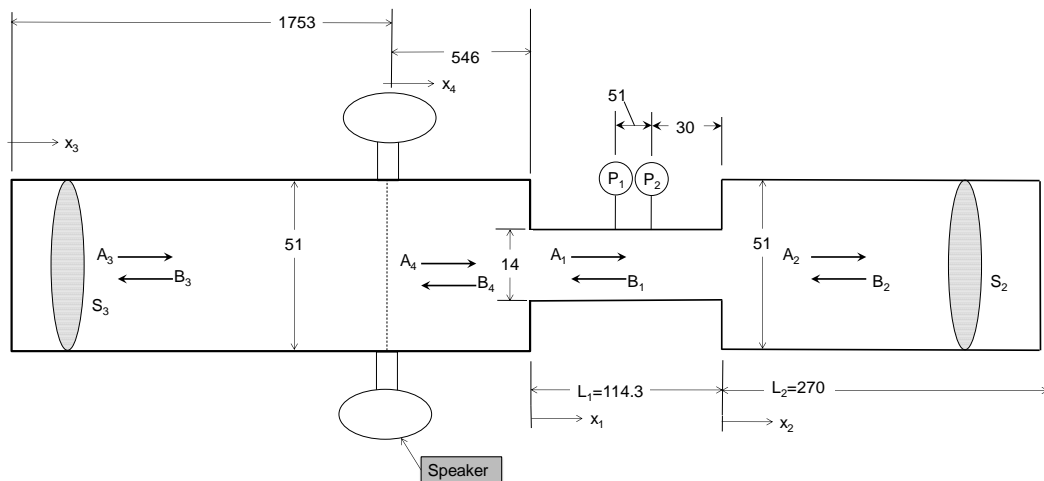 1753
546
x4
51
30
x3
P1
P2
51
14
51
A3
B3
S3
A4
B4
A1
B1
A2
B2
S2
L1=114.3
L2=270
x1
x2
Speaker